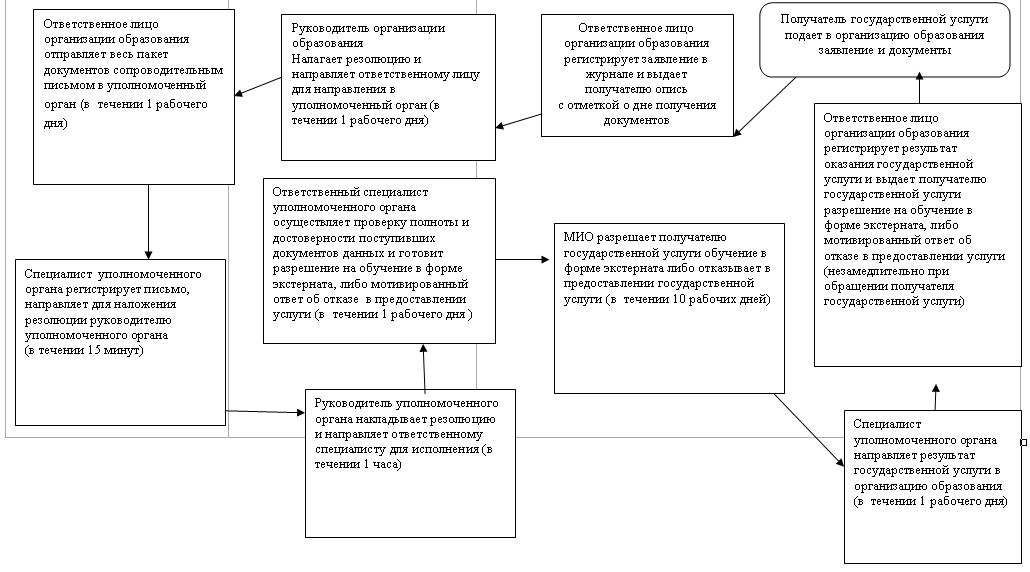 Ответственное лицо
организации образования
отправляет весь пакет
документов сопроводительным
письмом в уполномоченный
орган (в течении 1 рабочего
дня)
Руководитель организации
образования
Налагает резолюцию и
направляет ответственному лицу
для направления в
уполномоченный орган (в
течении 1 рабочего дня)
Ответственное лицо
организации образования
регистрирует заявление в
журнале и выдает
получателю опись
с отметкой о дне получения
документов
Получатель государственной услуги
подает в организацию образования
заявление и документы
Ответственное лицо
организации образования
регистрирует результат
оказания государственной
услуги и выдает получателю
государственной услуги
разрешение на обучение в
форме экстерната, либо
мотивированный ответ об
отказе в предоставлении услуги
(незамедлительно при
обращении получателя
государственной услуги)
Ответственный специалист
уполномоченного органа
осуществляет проверку полноты и
достоверности поступивших
документов данных и готовит
разрешение на обучение в форме
экстерната, либо мотивированный
ответ об отказе в предоставлении
услуги (в течении 1 рабочего дня )
МИО разрешает получателю
государственной услуги обучение в
форме экстерната либо отказывает в
предоставлении государственной
услуги (в течении 10 рабочих дней)
Специалист уполномоченного
органа регистрирует письмо,
направляет для наложения
резолюции руководителю
уполномоченного органа
(в течении 15 минут)
Руководитель уполномоченного
органа накладывает резолюцию
и направляет ответственному
специалисту для исполнения (в
течении 1 часа)
Специалист
уполномоченного органа
направляет результат
государственной услуги в
организацию образования
(в течении 1 рабочего дня)